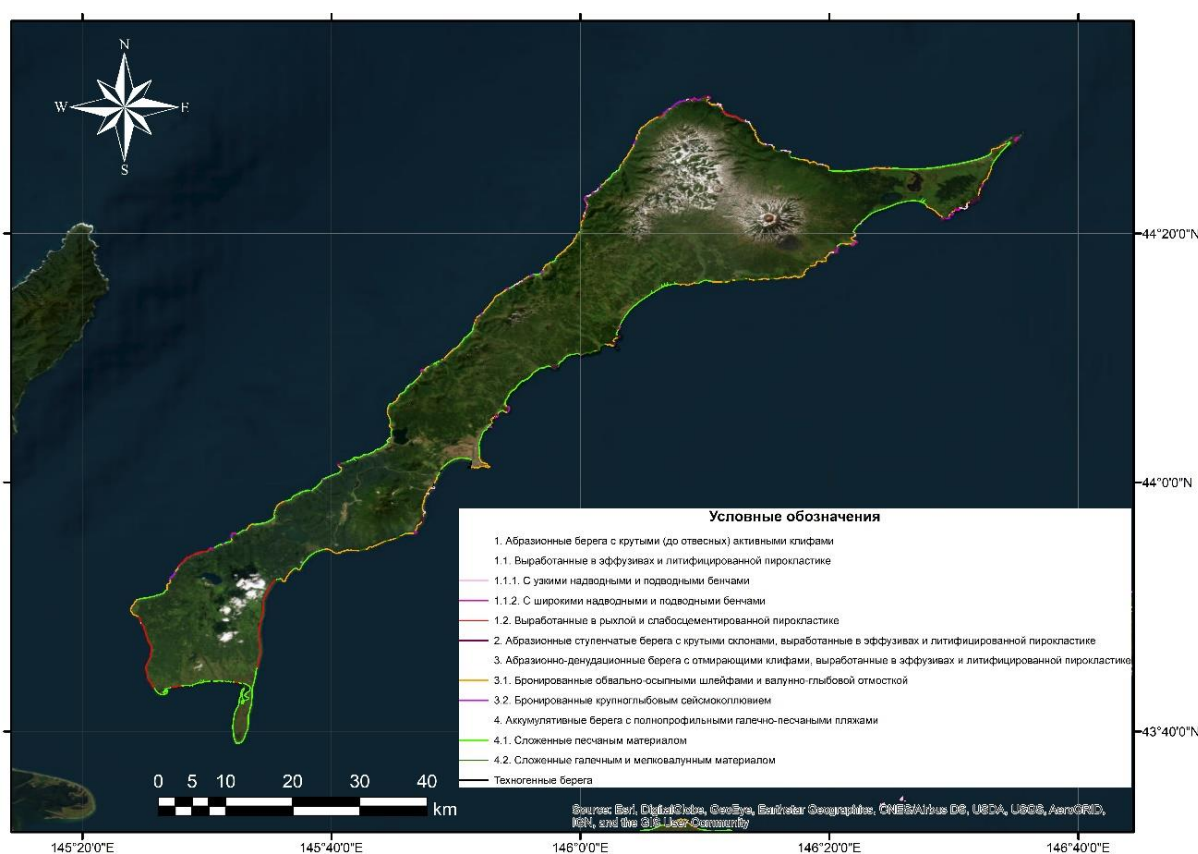 N
W
E
S
44°20'0"N
44°0'0"N
43°40'0"N
Условные обозначения
1. Абразионные берега с крутыми (до отвесных) активными клифами
1.1. Выработанные в эффузивах и литифицированной пирокластике
1.1.1. С узкими надводными и подводными бенчами
1.1.2. С широкими надводными и подводными бенчами
1.2. Выработанные в рыхлой и слабосцементированной пирокластике
2. Абразионные ступенчатые берега с крутыми склонами, выработанные в эффузивах и литифицированной пирокластике
3. Абразионно-денудационные берега с отмирающими клифами, выработанные в эффузивах и литифицированной пирокластике
3.1. Бронированные обвально-осыпными шлейфами и валунно-глыбовой отмосткой
3.2. Бронированные крупноглыбовым сейсмокоплювием
4. Аккумулятивные берега с полнопрофильными галечно-песчаными пляжами
4.1. Сложенные песчаным материалом
4.2. Сложенные галечным и мелковалунным материалом
Техногенные берега
0 5 10 20 30 40
km
Source: Esri, DigitalGlobe, GeoEye, Earthstar Geographics, CNES/Airbus DS, USDA, USGS, AeroGRID,
IGN, and the GIS User Community
145°20'0"E 145°40'0"E 146°0'0"E 146°20'0"E 146°40'0"E